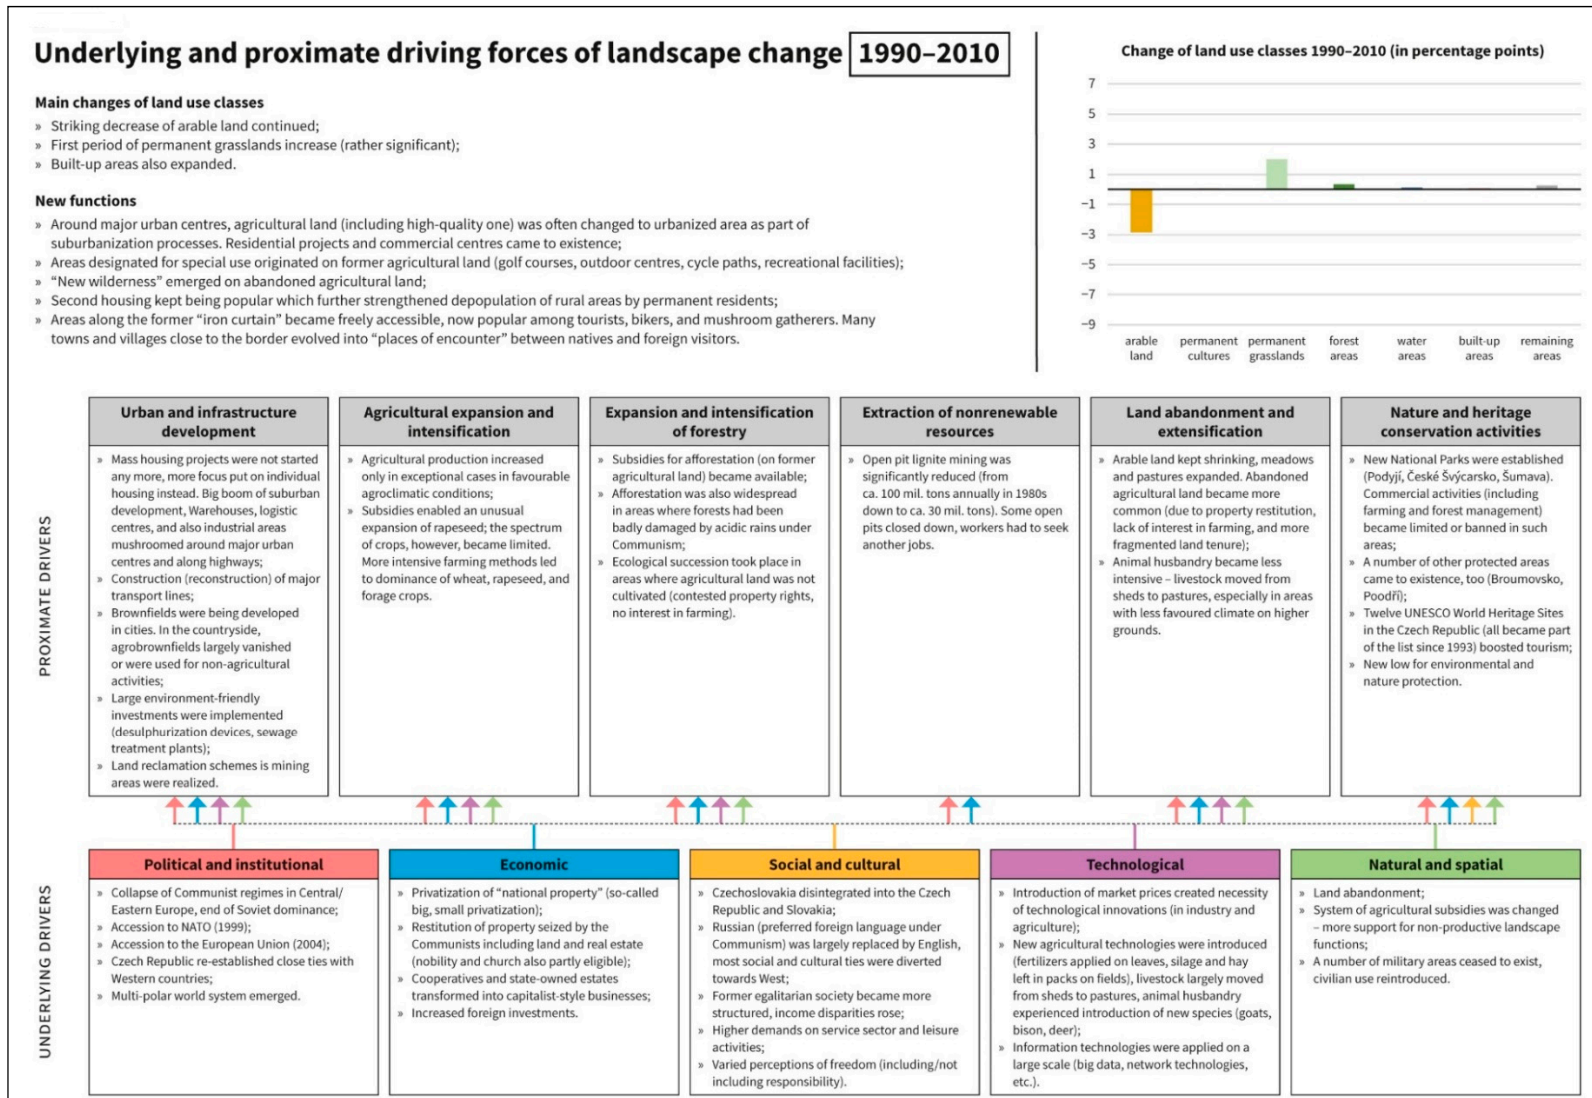 Underlying and proximate driving forces of landscape change 1990–2010
Main changes of land use classes
» Striking decrease of arable land continued;
» First period of permanent grasslands increase (rather significant);
» Built-up areas also expanded.
New functions
» Around major urban centres, agricultural land (including high-quality one) was often changed to urbanized area as part of
suburbanization processes. Residential projects and commercial centres came to existence;
» Areas designated for special use originated on former agricultural land (golf courses, outdoor centres, cycle paths, recreational facilities);
» “New wilderness” emerged on abandoned agricultural land;
» Second housing kept being popular which further strengthened depopulation of rural areas by permanent residents;
» Areas along the former “iron curtain” became freely accessible, now popular among tourists, bikers, and mushroom gatherers. Many
towns and villages close to the border evolved into “places of encounter” between natives and foreign visitors.
Change of land use classes 1990–2010 (in percentage points)
7
5
3
1
−1
−3
−5
−7
−9
arable
land
permanent
cultures
permanent
grasslands
forest
areas
water
areas
built-up
areas
remaining
areas
PROXIMATE DRIVERS
Urban and infrastructure
development
» Mass housing projects were not started
any more, more focus put on individual
housing instead. Big boom of suburban
development, Warehouses, logistic
centres, and also industrial areas
mushroomed around major urban
centres and along highways;
» Construction (reconstruction) of major
transport lines;
» Brownfields were being developed
in cities. In the countryside,
agrobrownfields largely vanished
or were used for non-agricultural
activities;
» Large environment-friendly
investments were implemented
(desulphurization devices, sewage
treatment plants);
» Land reclamation schemes is mining
areas were realized.
Agricultural expansion and
intensification
» Agricultural production increased
only in exceptional cases in favourable
agroclimatic conditions;
» Subsidies enabled an unusual
expansion of rapeseed; the spectrum
of crops, however, became limited.
More intensive farming methods led
to dominance of wheat, rapeseed, and
forage crops.
Expansion and intensification
of forestry
» Subsidies for afforestation (on former
agricultural land) became available;
» Afforestation was also widespread
in areas where forests had been
badly damaged by acidic rains under
Communism;
» Ecological succession took place in
areas where agricultural land was not
cultivated (contested property rights,
no interest in farming).
Extraction of nonrenewable
resources
» Open pit lignite mining was
significantly reduced (from
ca. 100 mil. tons annually in 1980s
down to ca. 30 mil. tons). Some open
pits closed down, workers had to seek
another jobs.
Land abandonment and
extensification
» Arable land kept shrinking, meadows
and pastures expanded. Abandoned
agricultural land became more
common (due to property restitution,
lack of interest in farming, and more
fragmented land tenure);
» Animal husbandry became less
intensive – livestock moved from
sheds to pastures, especially in areas
with less favoured climate on higher
grounds.
Nature and heritage
conservation activities
» New National Parks were established
(Podyjí, České Švýcarsko, Šumava).
Commercial activities (including
farming and forest management)
became limited or banned in such
areas;
» A number of other protected areas
came to existence, too (Broumovsko,
Poodří);
» Twelve UNESCO World Heritage Sites
in the Czech Republic (all became part
of the list since 1993) boosted tourism;
» New low for environmental and
nature protection.
UNDERLYING DRIVERS
Political and institutional
» Collapse of Communist regimes in Central/
Eastern Europe, end of Soviet dominance;
» Accession to NATO (1999);
» Accession to the European Union (2004);
» Czech Republic re-established close ties with
Western countries;
» Multi-polar world system emerged.
Economic
» Privatization of “national property” (so-called
big, small privatization);
» Restitution of property seized by the
Communists including land and real estate
(nobility and church also partly eligible);
» Cooperatives and state-owned estates
transformed into capitalist-style businesses;
» Increased foreign investments.
Social and cultural
» Czechoslovakia disintegrated into the Czech
Republic and Slovakia;
» Russian (preferred foreign language under
Communism) was largely replaced by English,
most social and cultural ties were diverted
towards West;
» Former egalitarian society became more
structured, income disparities rose;
» Higher demands on service sector and leisure
activities;
» Varied perceptions of freedom (including/not
including responsibility).
Technological
» Introduction of market prices created necessity
of technological innovations (in industry and
agriculture);
» New agricultural technologies were introduced
(fertilizers applied on leaves, silage and hay
left in packs on fields), livestock largely moved
from sheds to pastures, animal husbandry
experienced introduction of new species (goats,
bison, deer);
» Information technologies were applied on a
large scale (big data, network technologies,
etc.).
Natural and spatial
» Land abandonment;
» System of agricultural subsidies was changed
– more support for non-productive landscape
functions;
» A number of military areas ceased to exist,
civilian use reintroduced.